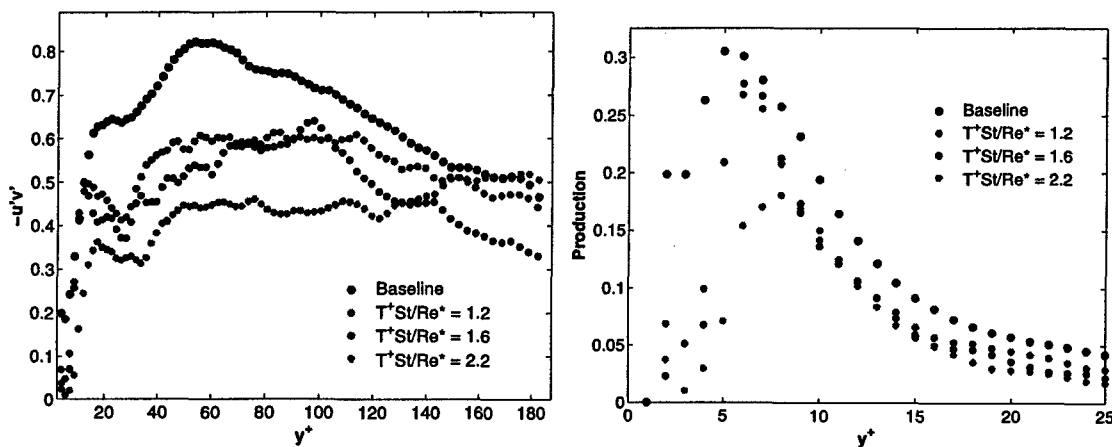 0.8
0.7
0.6
0.5
0.4
0.3
0.2
0.1
0
-u'v'
20 40 60 80 100 120 140 160 180
y⁺
Baseline
T⁺St/Re* = 1.2
T⁺St/Re* = 1.6
T⁺St/Re* = 2.2
0.3
0.25
0.2
0.15
0.1
0.05
0
Production
0 5 10 15 20 25
y⁺
Baseline
T⁺St/Re* = 1.2
T⁺St/Re* = 1.6
T⁺St/Re* = 2.2